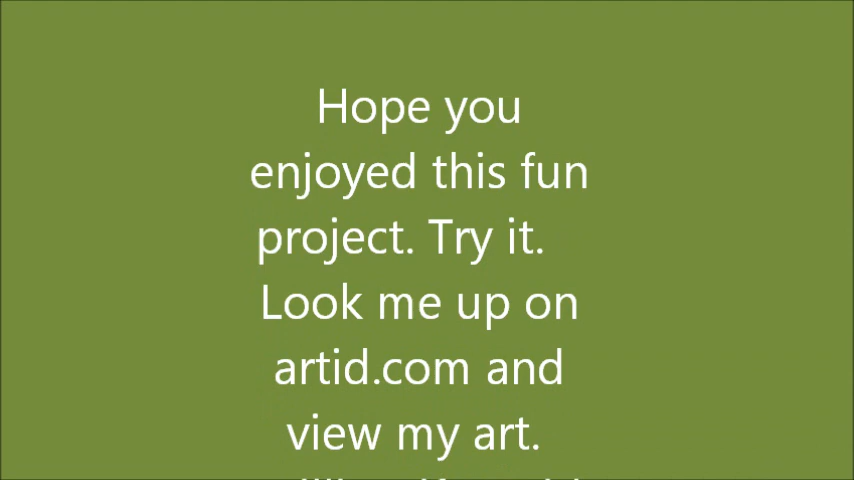 Hope you
enjoyed this fun
project. Try it.
Look me up on
artid.com and
view my art.